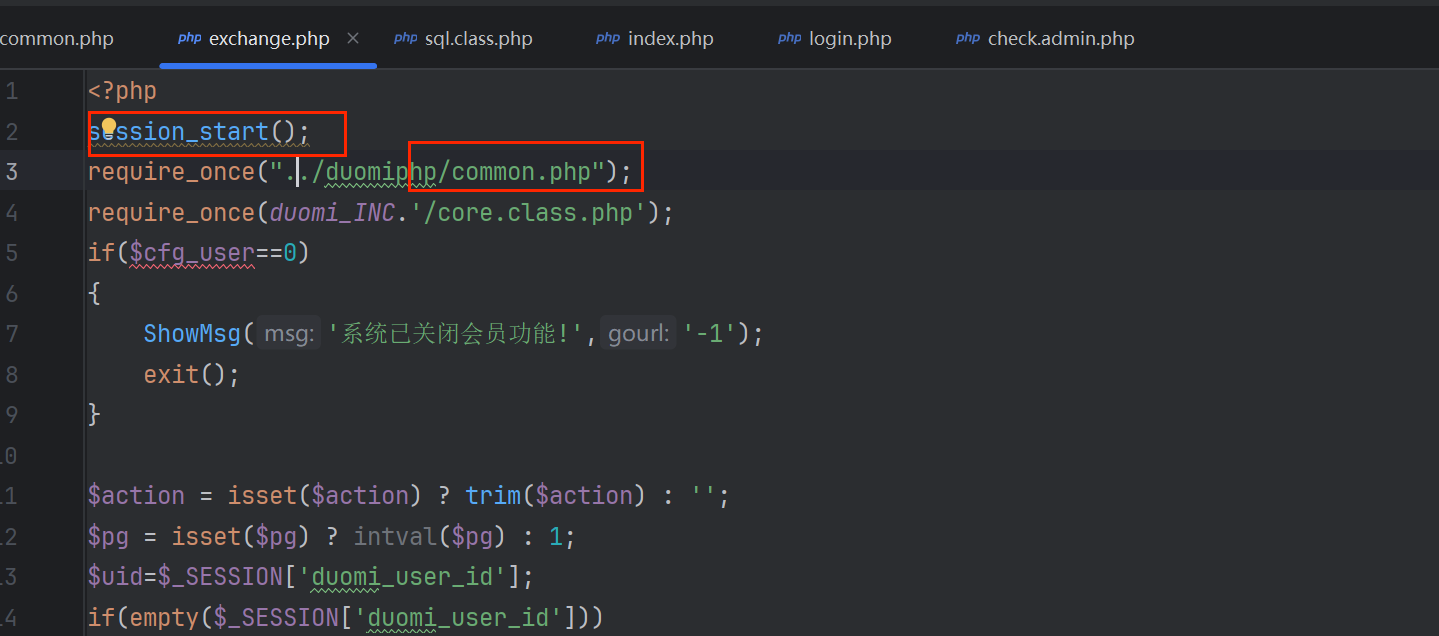 common.php php exchange.php × php sql.class.php php index.php php login.php php check.admin.php
1 <?php
2 session_start();
3 require_once("../duomiphp/common.php");
4 require_once(duomi_INC.'/core.class.php');
5 if($cfg_user==0)
6 {
7 ShowMsg( msg: '系统已关闭会员功能!', gourl: '-1');
8 exit();
9 }
10
11 $action = isset($action) ? trim($action) : '';
12 $pg = isset($pg) ? intval($pg) : 1;
13 $uid=$_SESSION['duomi_user_id'];
14 if(empty($_SESSION['duomi_user_id']))